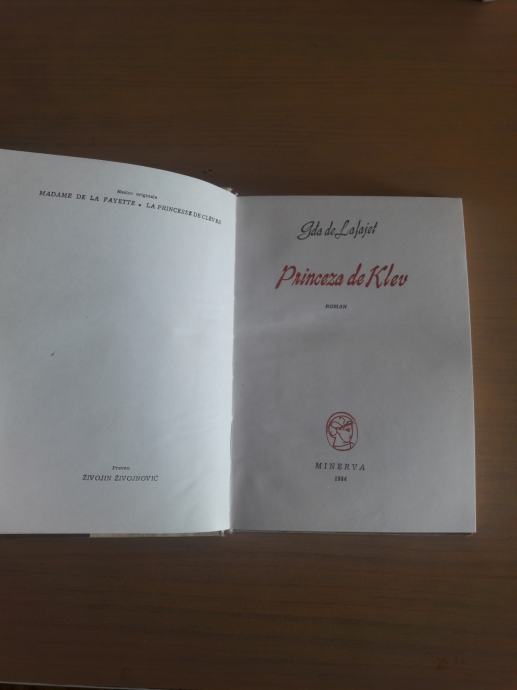 Naslov originala
MADAME DE LA FAYETTE • LA PRINCESSE DE CLÈVES
Preveo
ŽIVOJIN ŽIVOJNOVIĆ
Gđa de Lafajet
Princeza de Klev
ROMAN
MINERVA
1964